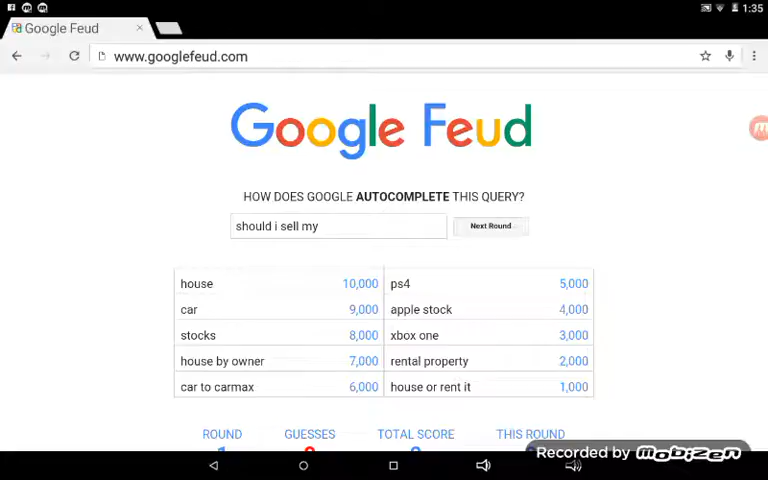 1:35
Google Feud
www.googlefeud.com
Google Feud
HOW DOES GOOGLE AUTOCOMPLETE THIS QUERY?
should i sell my
Next Round
house 10,000 ps4 5,000
car 9,000 apple stock 4,000
stocks 8,000 xbox one 3,000
house by owner 7,000 rental property 2,000
car to carmax 6,000 house or rent it 1,000
ROUND GUESSES TOTAL SCORE THIS ROUND
Recorded by mobizen